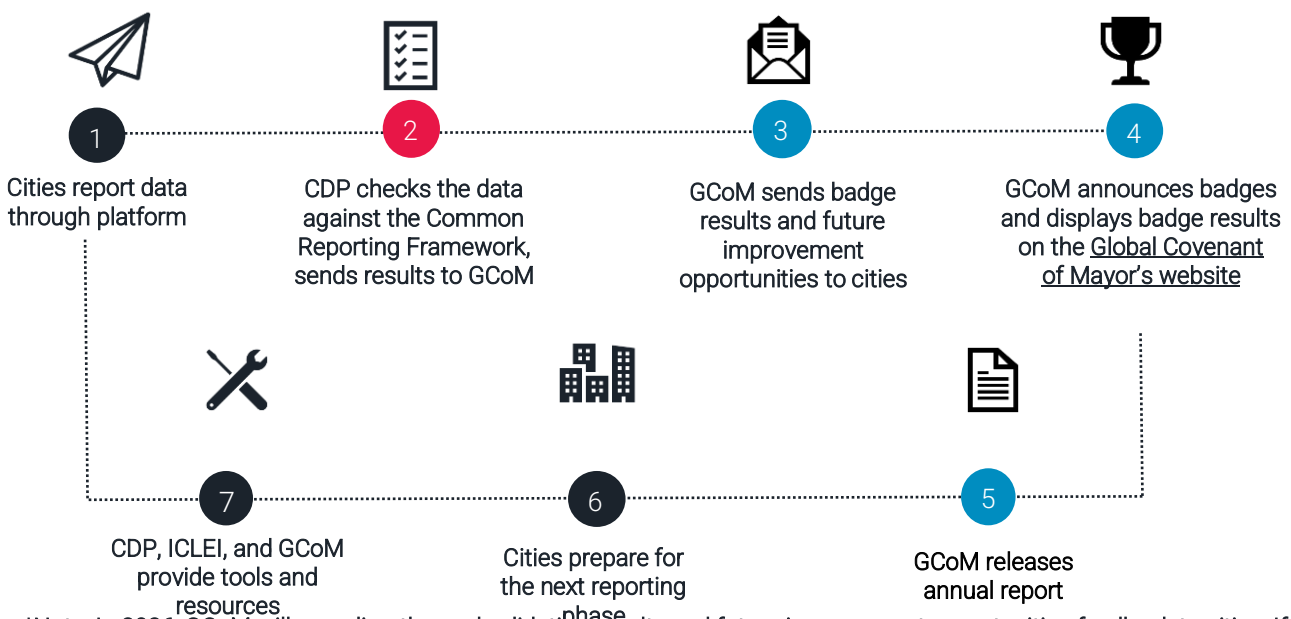 1
2
3
4
Cities report data
through platform
CDP checks the data
against the Common
Reporting Framework,
sends results to GCoM
GCoM sends badge
results and future
improvement
opportunities to cities
GCoM announces badges
and displays badge results
on the Global Covenant
of Mayor's website
7
6
5
CDP, ICLEI, and GCoM
provide tools and
resources
Cities prepare for
the next reporting
phase
GCoM releases
annual report